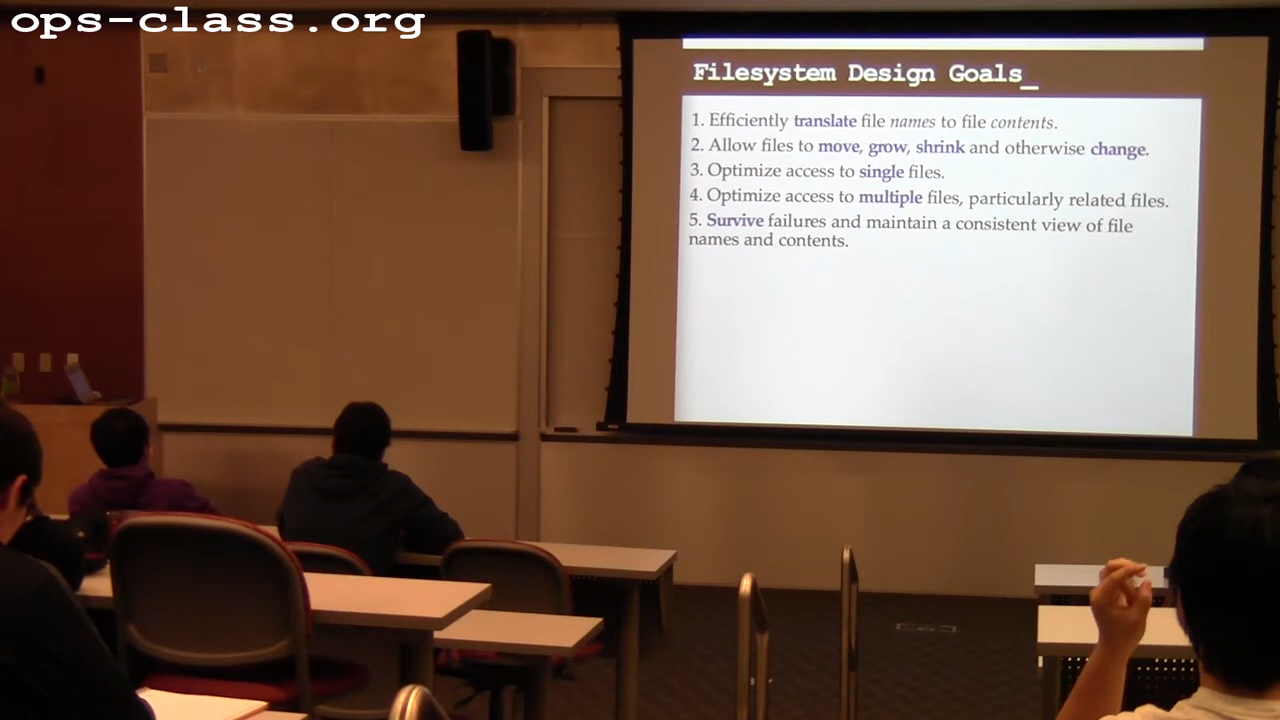 ops-class.org
Filesystem Design Goals_
1. Efficiently translate file names to file contents.
2. Allow files to move, grow, shrink and otherwise change.
3. Optimize access to single files.
4. Optimize access to multiple files, particularly related files.
5. Survive failures and maintain a consistent view of file
names and contents.